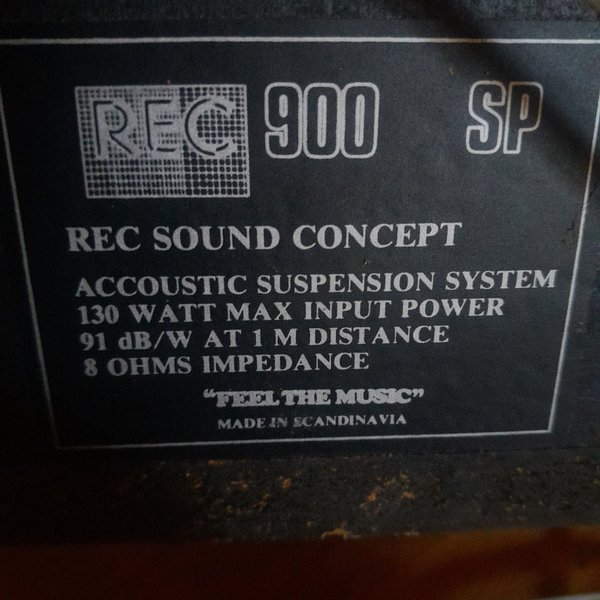 REC 900 SP
REC SOUND CONCEPT
ACCOUSTIC SUSPENSION SYSTEM
130 WATT MAX INPUT POWER
91 dB/W AT 1 M DISTANCE
8 OHMS IMPEDANCE
"FEEL THE MUSIC"
MADE IN SCANDINAVIA